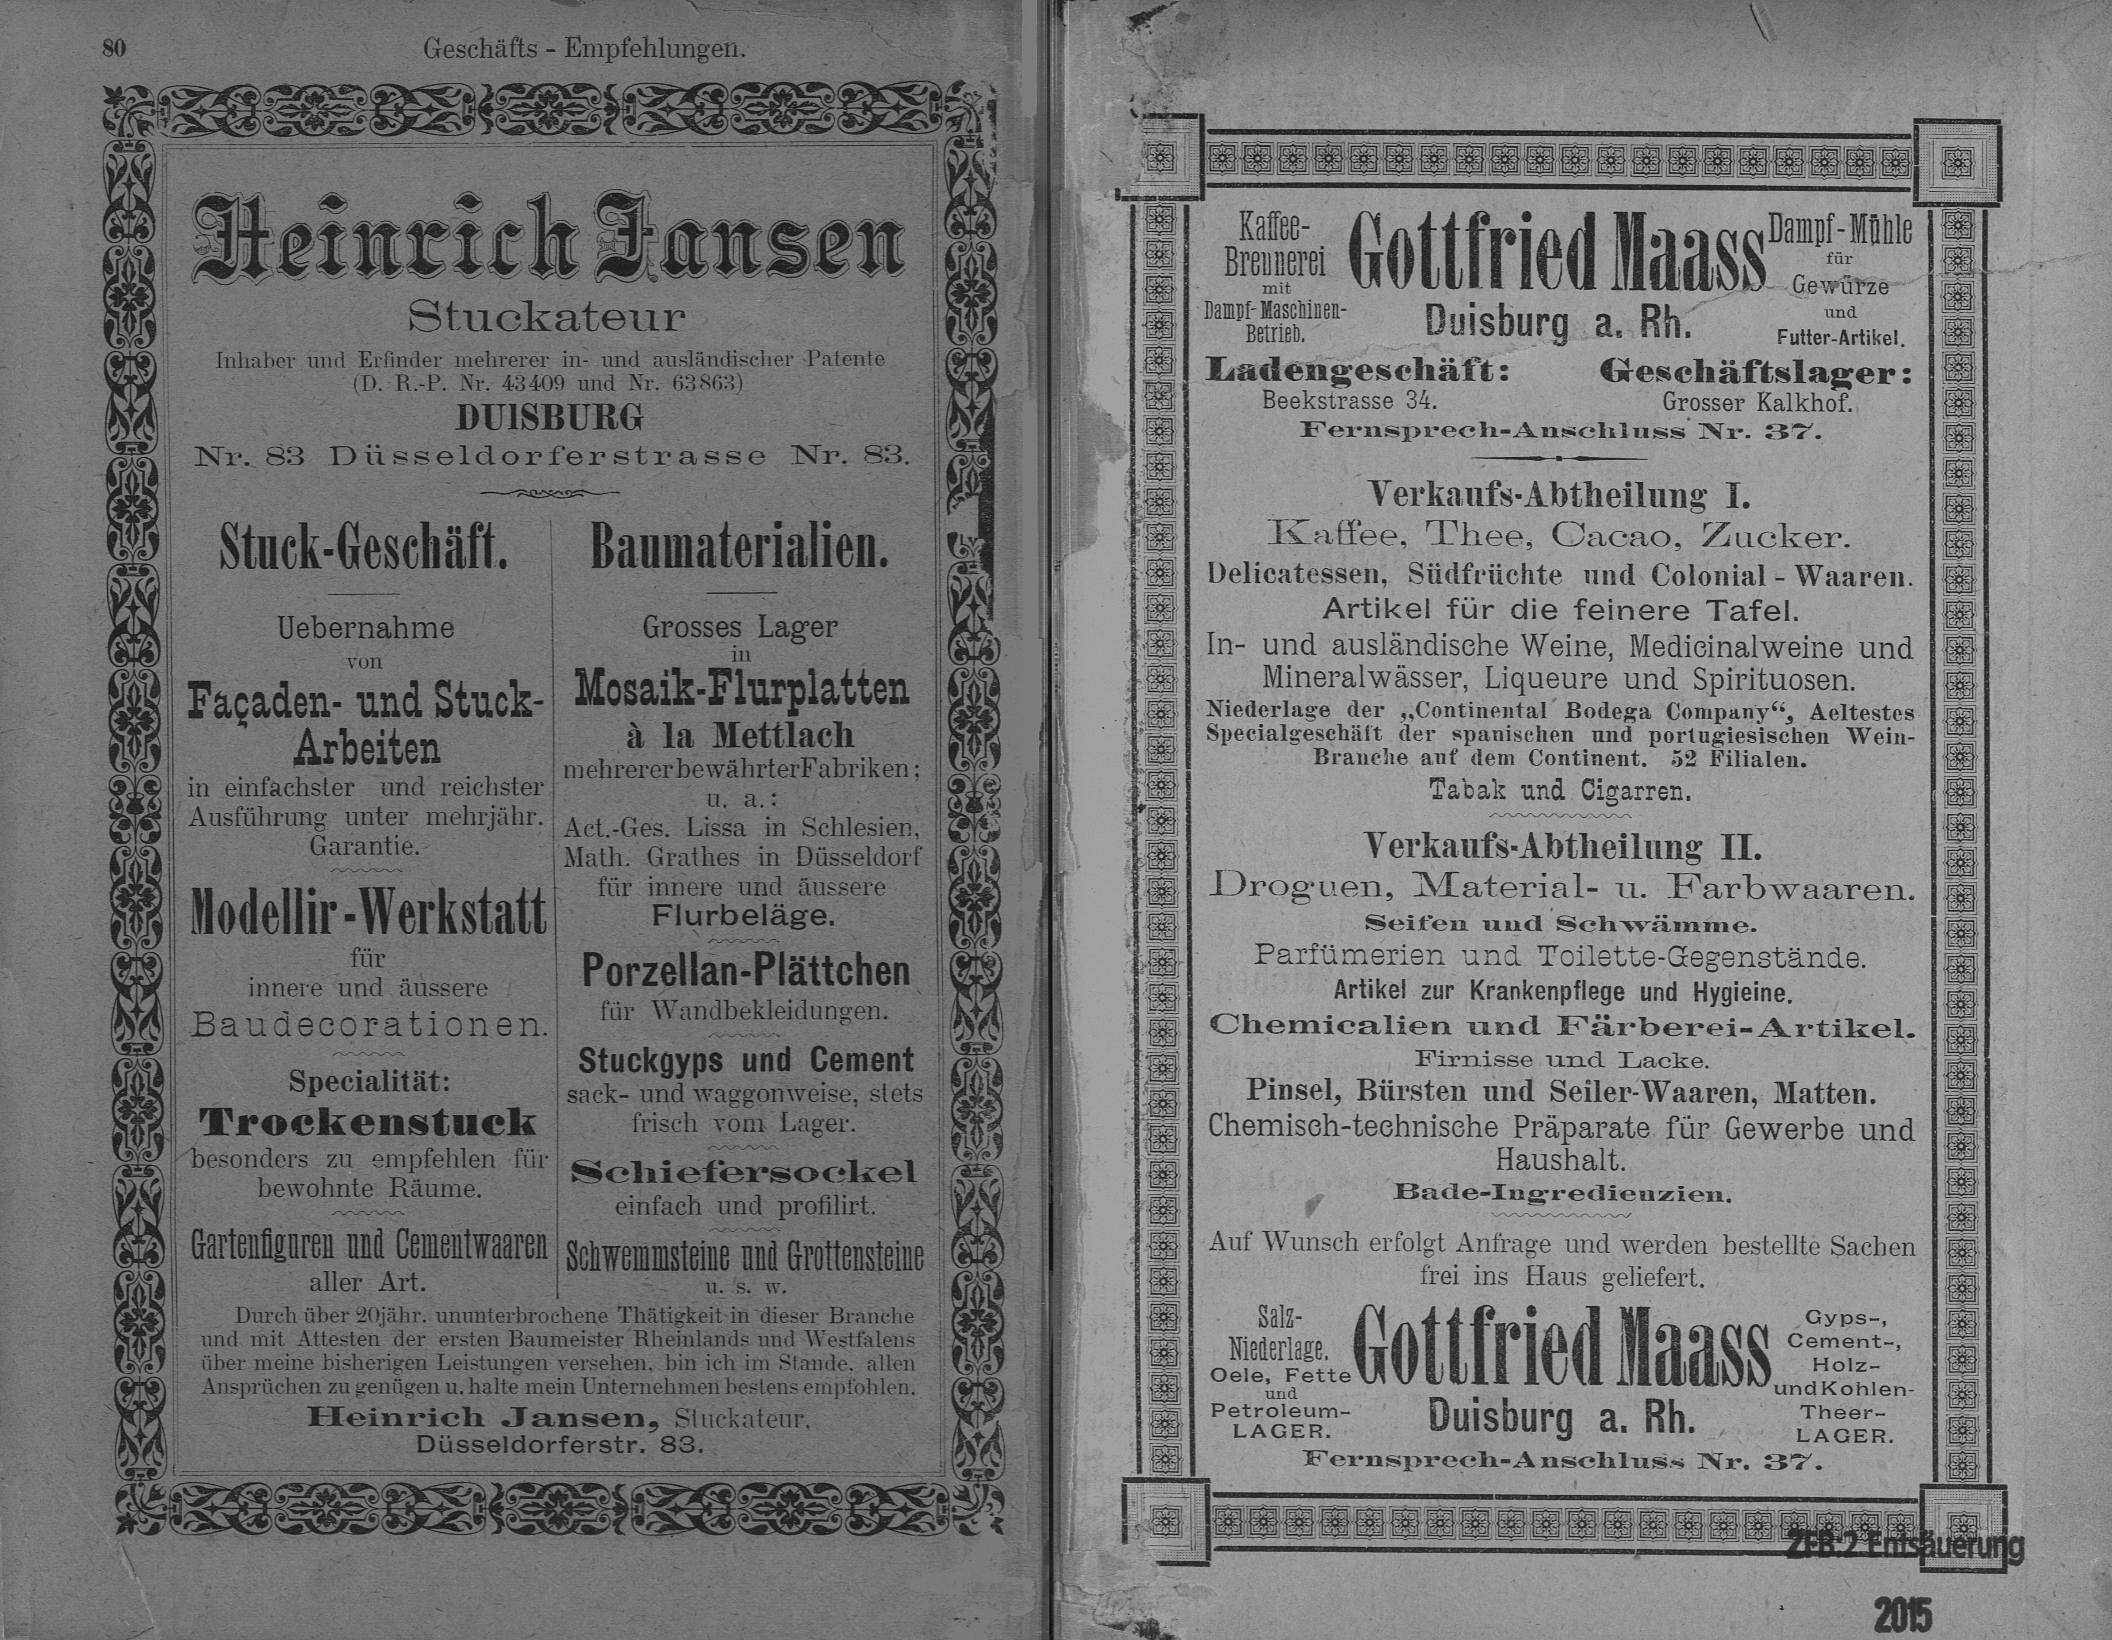 80
Geschäfts - Empfehlungen.
Heinrich Jansen
Stuckateur
Inhaber und Erfinder mehrerer in- und ausländischer Patente
(D. R.-P. Nr. 43409 und Nr. 63863)
DUISBURG
Nr. 83 Düsseldorferstrasse Nr. 83.
Stuck-Geschäft.
Uebernahme
von
Façaden- und Stuck-
Arbeiten
in einfachster und reichster
Ausführung unter mehrjähr.
Garantie.
Modellir-Werkstatt
für
innere und äussere
Baudecorationen.
Specialität:
Trockenstuck
besonders zu empfehlen für
bewohnte Räume.
Gartenfiguren und Cementwaaren
aller Art.
Baumaterialien.
Grosses Lager
in
Mosaik-Flurplatten
à la Mettlach
mehrerer bewährter Fabriken;
u. a.:
Act.-Ges. Lissa in Schlesien,
Math. Grathes in Düsseldorf
für innere und äussere
Flurbeläge.
Porzellan-Plättchen
für Wandbekleidungen.
Stuckgyps und Cement
sack- und waggonweise, stets
frisch vom Lager.
Schiefersockel
einfach und profilirt.
Schwemmsteine und Grottensteine
u. s. w.
Durch über 20jähr. ununterbrochene Thätigkeit in dieser Branche
und mit Attesten der ersten Baumeister Rheinlands und Westfalens
über meine bisherigen Leistungen versehen, bin ich im Stande, allen
Ansprüchen zu genügen u. halte mein Unternehmen bestens empfohlen.
Heinrich Jansen, Stuckateur,
Düsseldorferstr. 83.
Kaffee-
Brennerei
mit
Dampf-Maschinen-
Betrieb.
Gottfried Maass
Duisburg a. Rh.
Dampf-Mühle
für
Gewürze
und
Futter-Artikel.
Ladengeschäft:
Beekstrasse 34.
Geschäftslager:
Grosser Kalkhof.
Fernsprech-Anschluss Nr. 37.
Verkaufs-Abtheilung I.
Kaffee, Thee, Cacao, Zucker.
Delicatessen, Südfrüchte und Colonial-Waaren.
Artikel für die feinere Tafel.
In- und ausländische Weine, Medicinalweine und
Mineralwässer, Liqueure und Spirituosen.
Niederlage der „Continental Bodega Company“, Aeltestes
Specialgeschäft der spanischen und portugiesischen Wein-
Branche auf dem Continent. 52 Filialen.
Tabak und Cigarren.
Verkaufs-Abtheilung II.
Droguen, Material- u. Farbwaaren.
Seifen und Schwämme.
Parfümerien und Toilette-Gegenstände.
Artikel zur Krankenpflege und Hygieine.
Chemicalien und Färberei-Artikel.
Firnisse und Lacke.
Pinsel, Bürsten und Seiler-Waaren, Matten.
Chemisch-technische Präparate für Gewerbe und
Haushalt.
Bade-Ingredienzien.
Auf Wunsch erfolgt Anfrage und werden bestellte Sachen
frei ins Haus geliefert.
Salz-
Niederlage.
Oele, Fette
und
Petroleum-
LAGER.
Gottfried Maass
Duisburg a. Rh.
Gyps-,
Cement-,
Holz-
und Kohlen-
Theer-
LAGER.
Fernsprech-Anschluss Nr. 37.
ZFB:2 Entsäuerung
2015